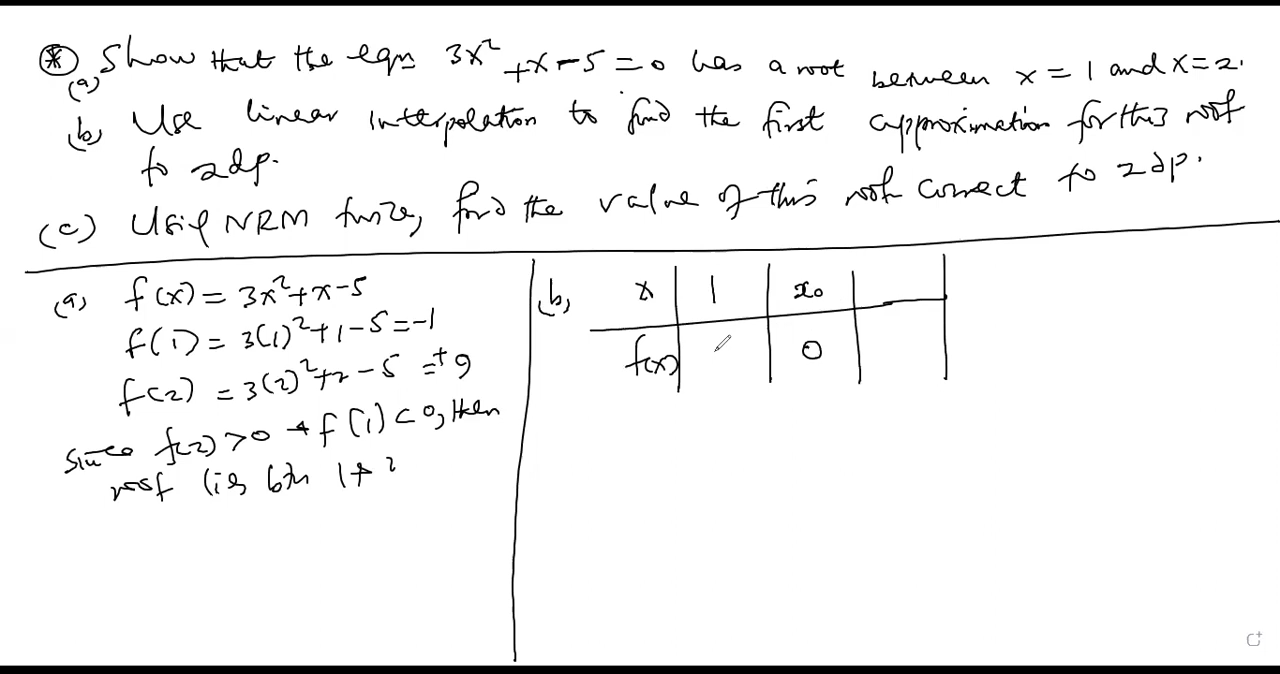 * (a) Show that the eqn 3x² + x - 5 = 0 has a root between x = 1 and x = 2.
(b) Use linear interpolation to find the first approximation for this root
to 2dp.
(c) Using NRM twice, find the value of this root correct to 2dp.
(a) f(x) = 3x² + x - 5
f(1) = 3(1)² + 1 - 5 = -1
f(2) = 3(2)² + 2 - 5 = +9
since f(2) > 0 + f(1) < 0, then
root lies btn 1 + 2
(b) x 1 x₀
f(x) 0